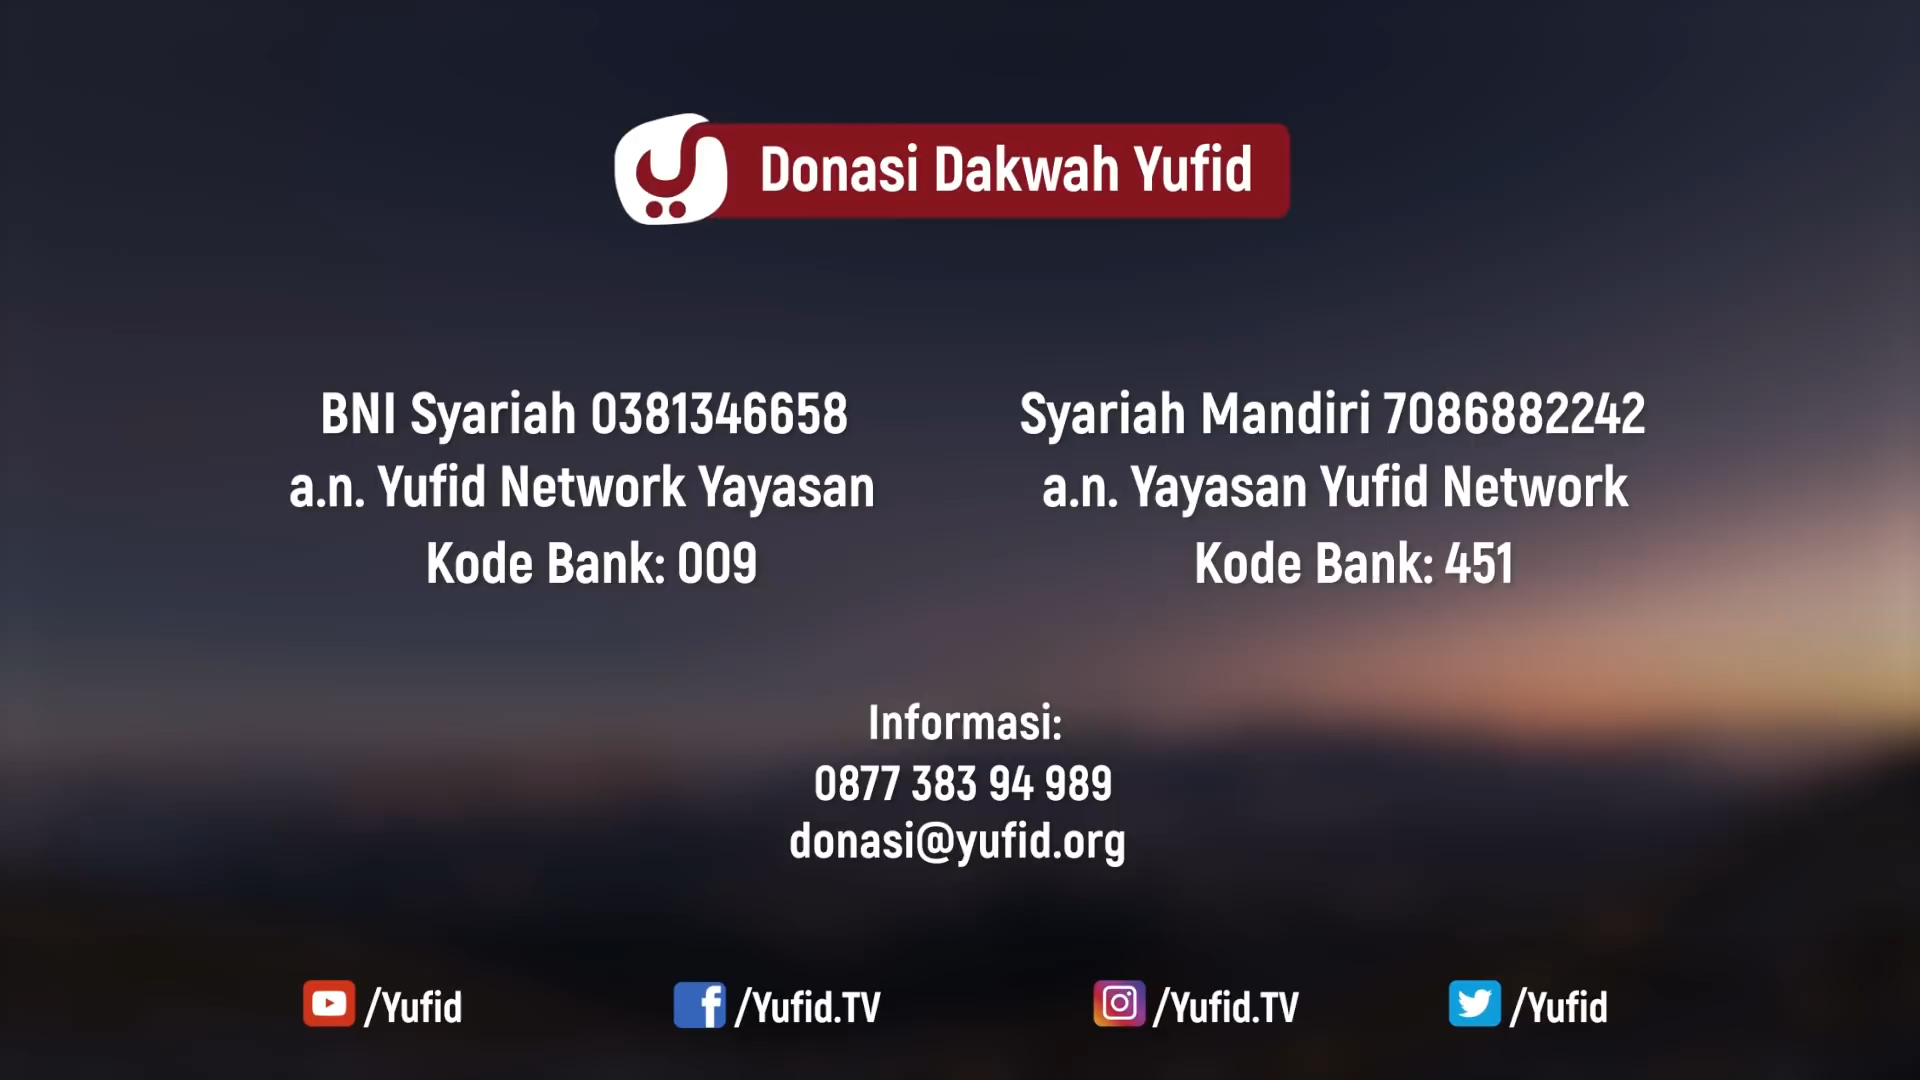 Donasi Dakwah Yufid
BNI Syariah 0381346658
a.n. Yufid Network Yayasan
Kode Bank: 009
Syariah Mandiri 7086882242
a.n. Yayasan Yufid Network
Kode Bank: 451
Informasi:
0877 383 94 989
donasi@yufid.org
/Yufid
/Yufid.TV
/Yufid.TV
/Yufid